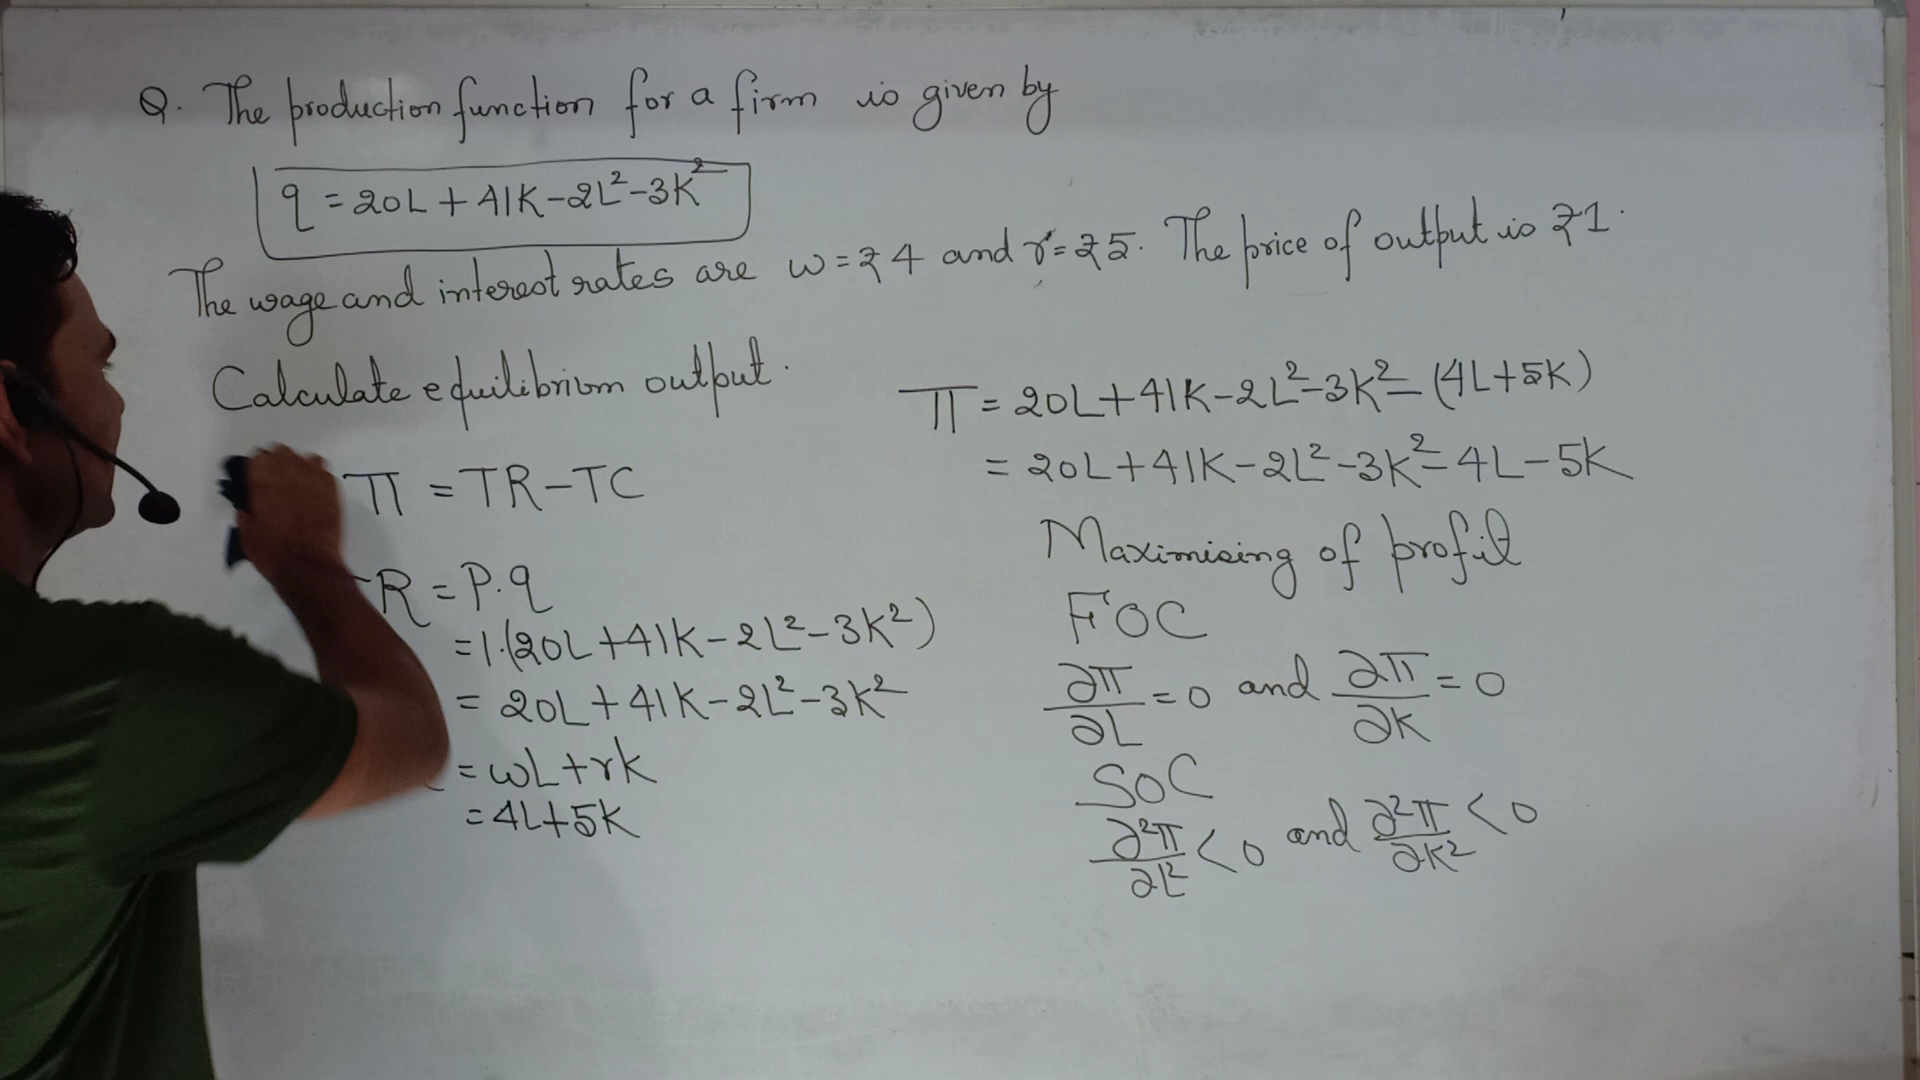 Q. The production function for a firm is given by
q = 20L + 41K - 2L² - 3K²
The wage and interest rates are w = ₹4 and r = ₹5. The price of output is ₹1.
Calculate equilibrium output.
π = TR - TC
R = P.q
= 1.(20L + 41K - 2L² - 3K²)
= 20L + 41K - 2L² - 3K²
= wL + rK
= 4L + 5K
π = 20L + 41K - 2L² - 3K² - (4L + 5K)
= 20L + 41K - 2L² - 3K² - 4L - 5K
Maximising of profit
FOC
∂π/∂L = 0 and ∂π/∂K = 0
SOC
∂²π/∂L² < 0 and ∂²π/∂K² < 0